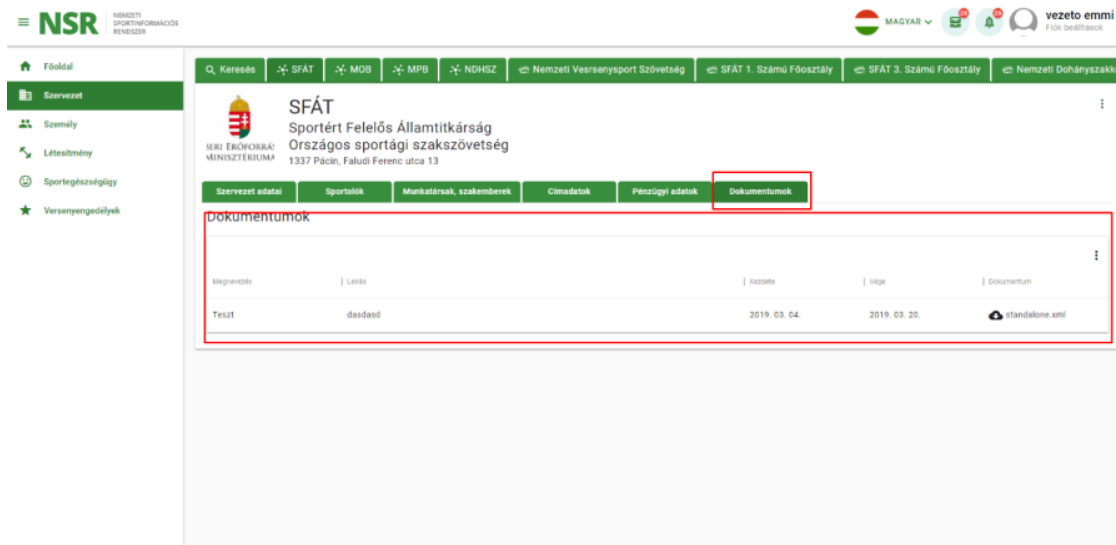 NSR
NEMZETI
SPORTINFORMÁCIÓS
RENDSZER
MAGYAR
vezeto emmi
Fiók beállítások
Főoldal
Szervezet
Személy
Létesítmény
Sportegészségügy
Versenyengedélyek
Keresés SFÁT MOB MPB NDHSZ Nemzeti Vesrsenysport Szövetség SFÁT 1. Számú Főosztály SFÁT 3. Számú Főosztály Nemzeti
SFÁT
Sportért Felelős Államtitkárság
Országos sportági szakszövetség
1337 Pácin, Faludi Ferenc utca 13
Szervezet adatai Sportolók Munkatársak, szakemberek Címadatok Pénzügyi adatok Dokumentumok
Dokumentumok
Megnevezés Leírás Kezdete Vége Dokumentum
Teszt dasdasd 2019. 03. 04. 2019. 03. 20. standalone.xml